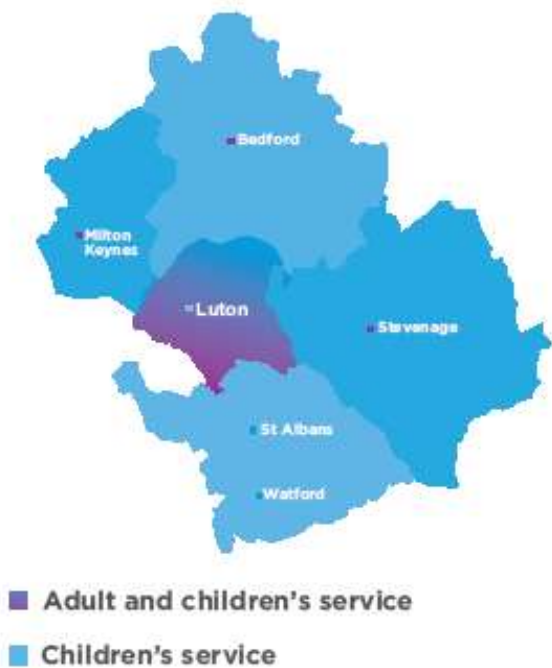 Bedford
Milton
Keynes
Luton
Stevenage
St Albans
Watford
Adult and children's service
Children's service